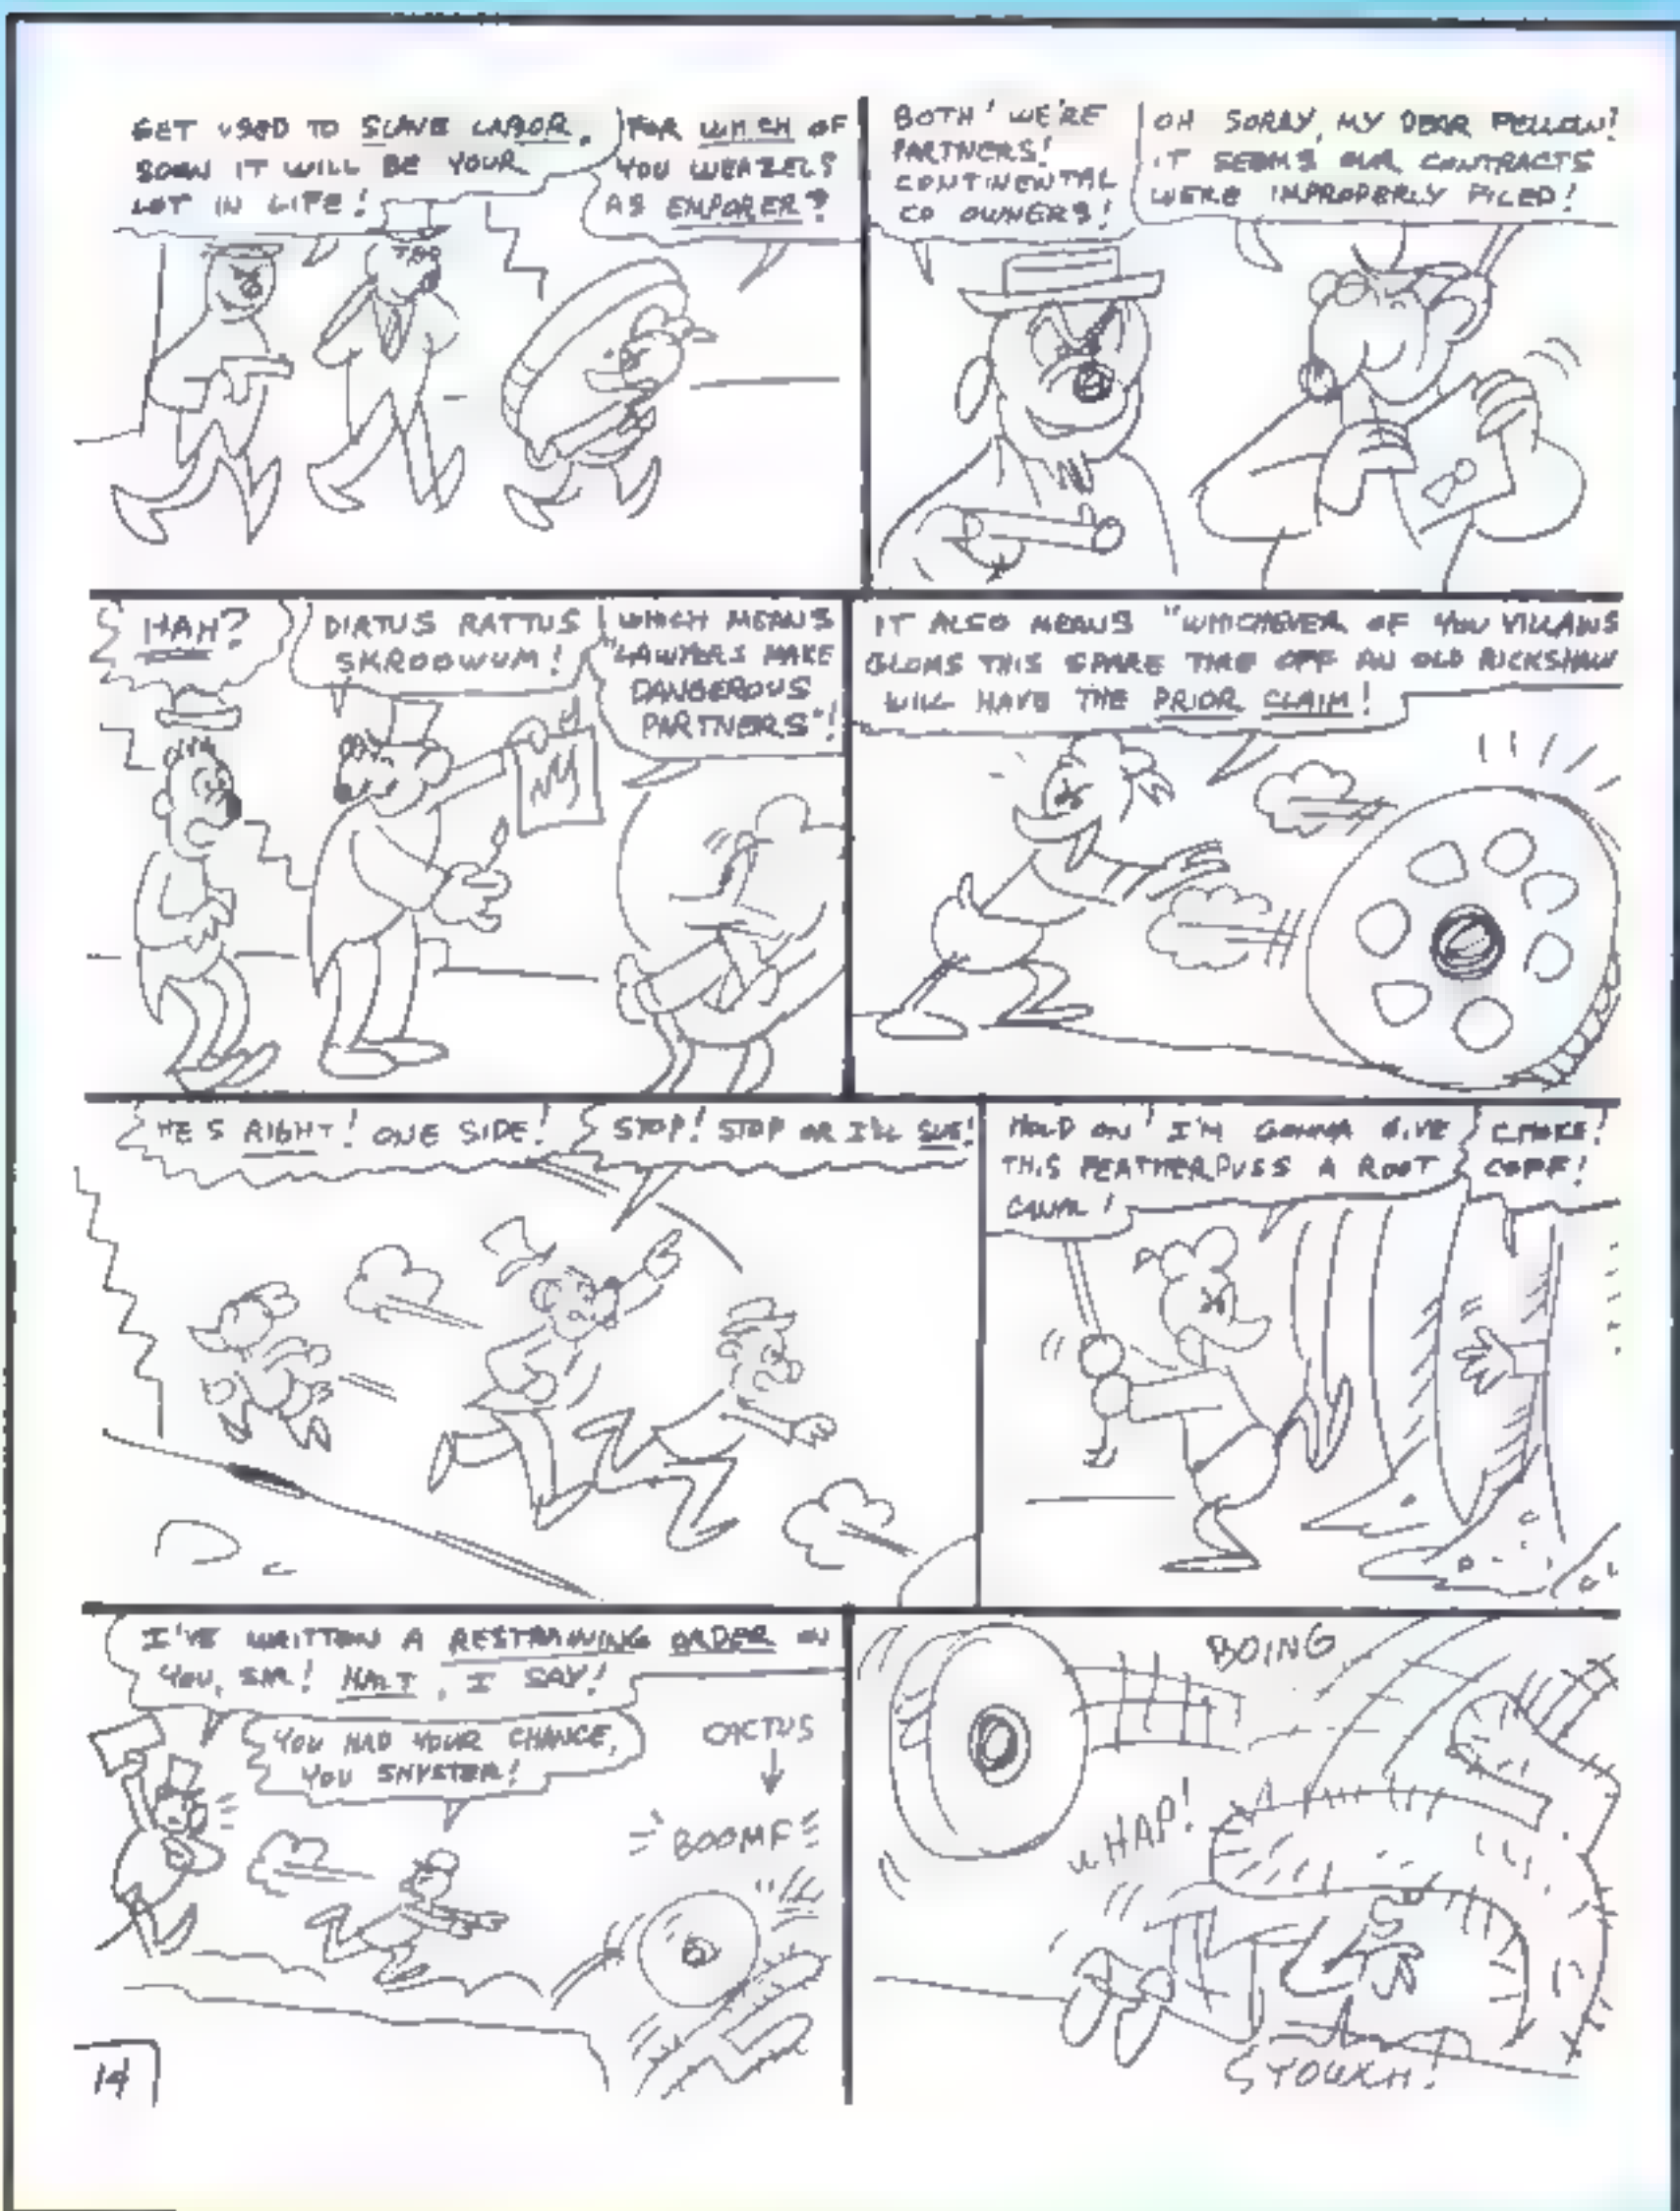 GET USED TO SLAVE LABOR.
SOON IT WILL BE YOUR
LOT IN LIFE!
FOR WHICH OF
YOU WEAZELS
AS EMPORER?
BOTH! WE'RE
PARTNERS!
CONTINENTAL
CO OWNERS!
OH SORRY, MY DEAR FELLOW!
IT SEEMS OUR CONTRACTS
WERE IMPROPERLY FILED!
HAH?
DIRTUS RATTUS
SKROOWUM!
WHICH MEANS
"LAWYERS MAKE
DANGEROUS
PARTNERS"!
IT ALSO MEANS "WHICHEVER OF YOU VILLAINS
GLOMS THIS SPARE TIRE OFF AN OLD RICKSHAW
WILL HAVE THE PRIOR CLAIM!
HE'S RIGHT! ONE SIDE!
STOP! STOP OR I'LL SUE!
HOLD ON! I'M GONNA GIVE
THIS FEATHERPUSS A ROOT
CANAL!
CHOKE!
COFF!
I'VE WRITTEN A RESTRAINING ORDER ON
YOU, SIR! HALT, I SAY!
YOU HAD YOUR CHANCE,
YOU SHYSTER!
CACTUS
BOOMF
BOING
WHAP!
STOUCH!
14